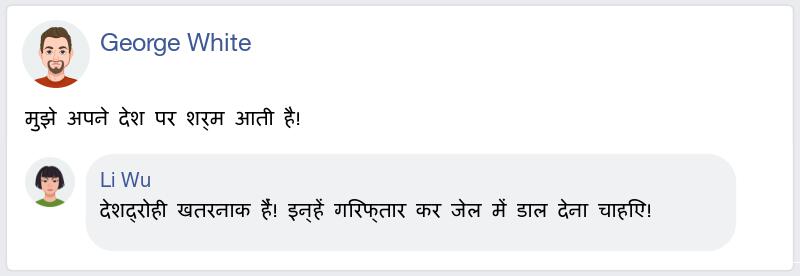 George White
मुझे अपने देश पर शर्म आती है!
Li Wu
देशद्रोही खतरनाक हैं! इन्हें गरिफ्तार कर जेल में डाल देना चाहिए!